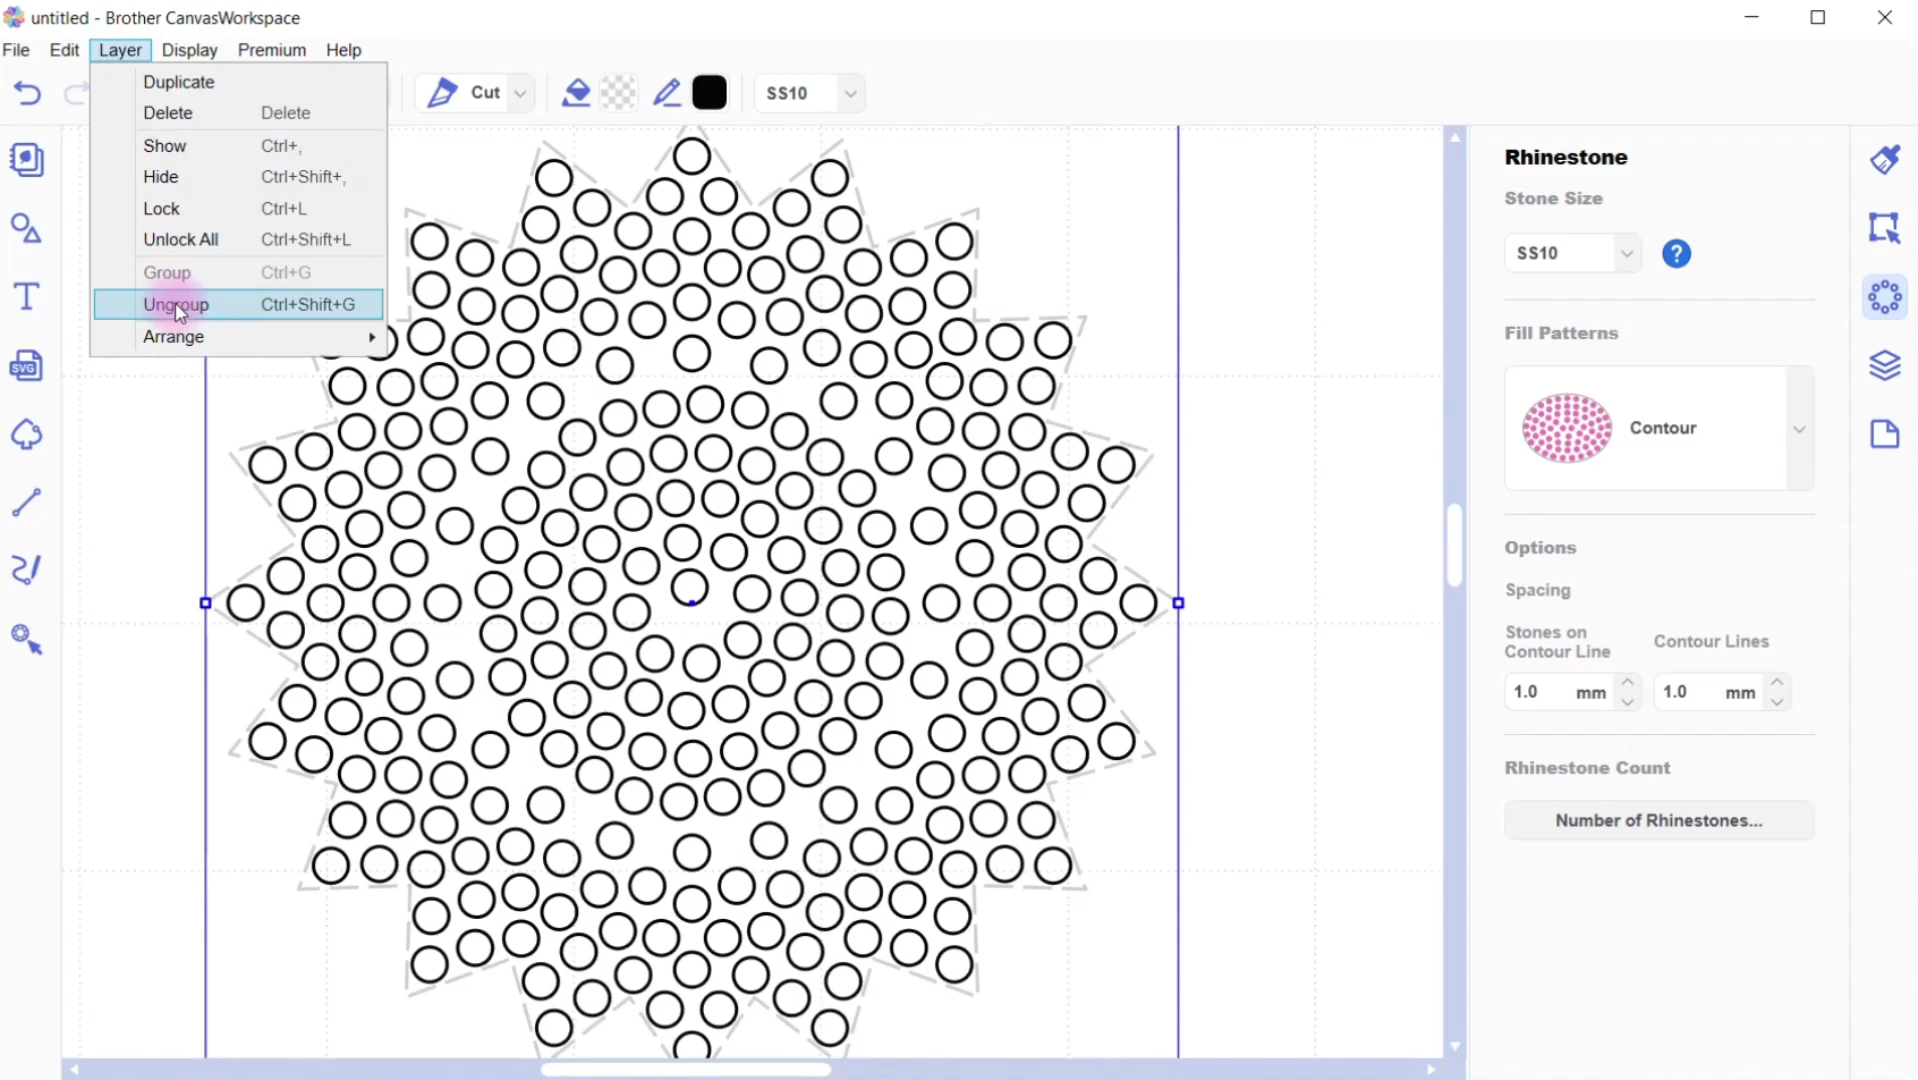 untitled - Brother CanvasWorkspace
File Edit Layer Display Premium Help
Duplicate
Delete Delete
Show Ctrl+,
Hide Ctrl+Shift+,
Lock Ctrl+L
Unlock All Ctrl+Shift+L
Group Ctrl+G
Ungroup Ctrl+Shift+G
Arrange
Cut
SS10
T
SVG
Rhinestone
Stone Size
SS10
?
Fill Patterns
Contour
Options
Spacing
Stones on
Contour Line
Contour Lines
1.0 mm
1.0 mm
Rhinestone Count
Number of Rhinestones...